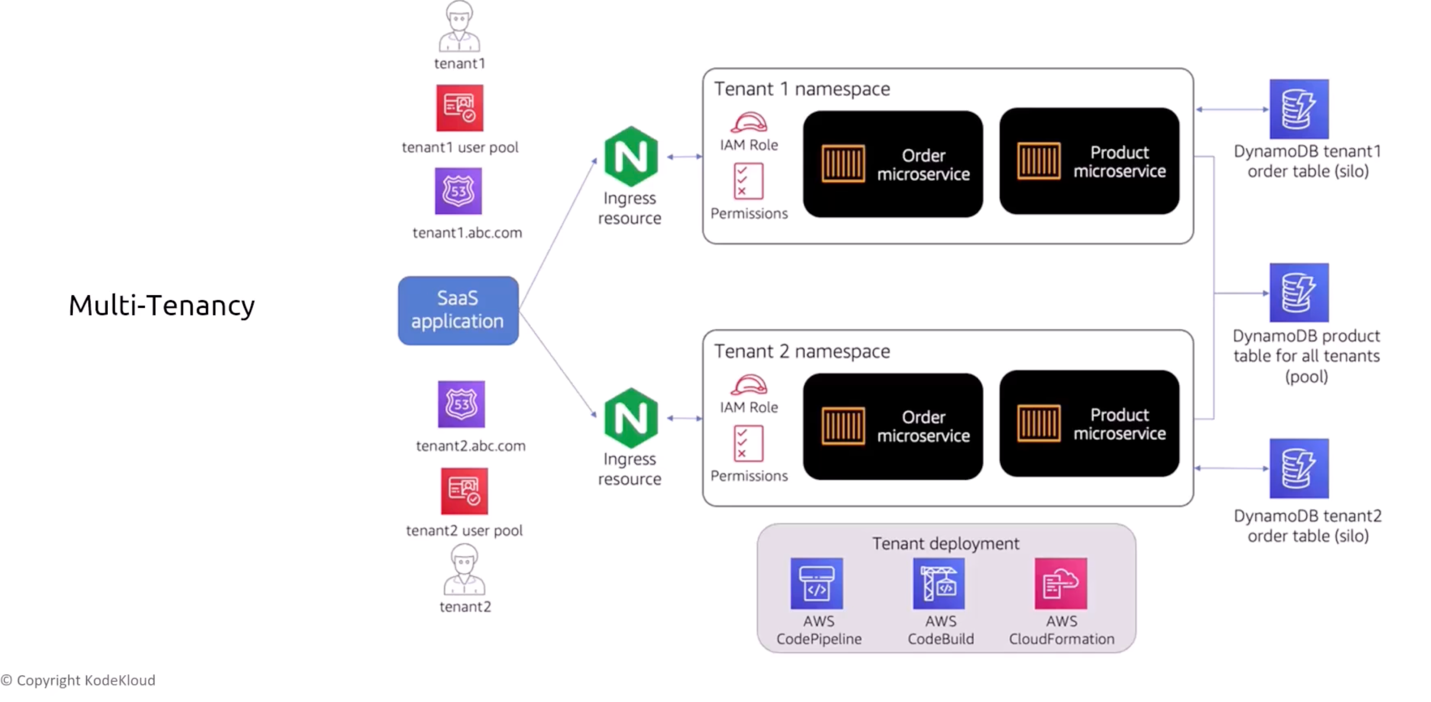 tenant1
tenant1 user pool
53
tenant1.abc.com
Multi-Tenancy
SaaS
application
53
tenant2.abc.com
tenant2 user pool
tenant2
N
Ingress
resource
N
Ingress
resource
Tenant 1 namespace
IAM Role
Permissions
Order
microservice
Product
microservice
Tenant 2 namespace
IAM Role
Permissions
Order
microservice
Product
microservice
DynamoDB tenant1
order table (silo)
DynamoDB product
table for all tenants
(pool)
DynamoDB tenant2
order table (silo)
Tenant deployment
AWS
CodePipeline
AWS
CodeBuild
AWS
CloudFormation
© Copyright KodeKloud